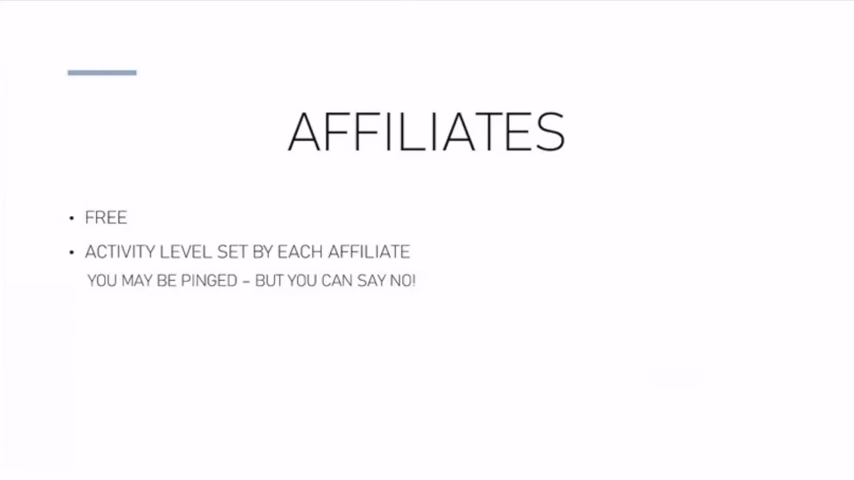 AFFILIATES
• FREE
• ACTIVITY LEVEL SET BY EACH AFFILIATE
YOU MAY BE PINGED – BUT YOU CAN SAY NO!